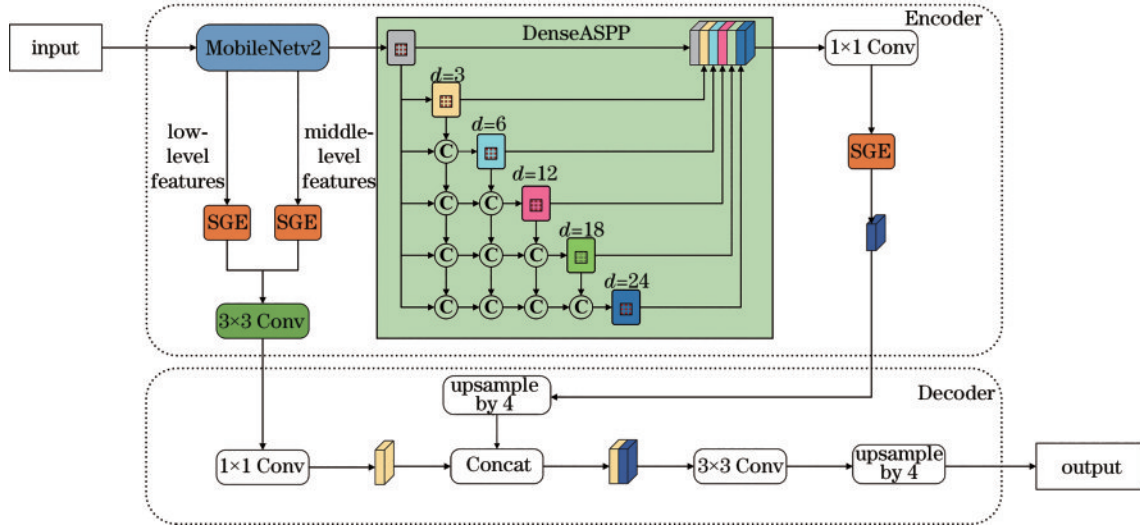 Encoder
input
MobileNetv2
DenseASPP
1×1 Conv
d=3
low-
level
features
middle-
level
features
d=6
C
SGE
d=12
SGE
SGE
C
C
d=18
C
C
C
d=24
3×3 Conv
C
C
C
C
upsample
by 4
Decoder
1×1 Conv
Concat
3×3 Conv
upsample
by 4
output